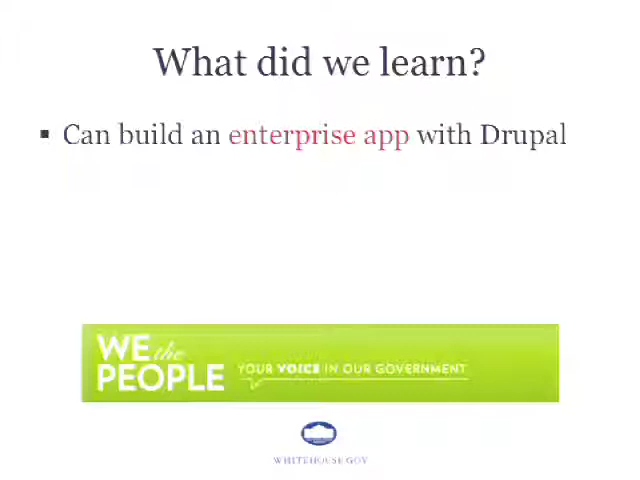 What did we learn?
▪ Can build an enterprise app with Drupal
WE the
PEOPLE
YOUR VOICE IN OUR GOVERNMENT
WHITEHOUSE.GOV